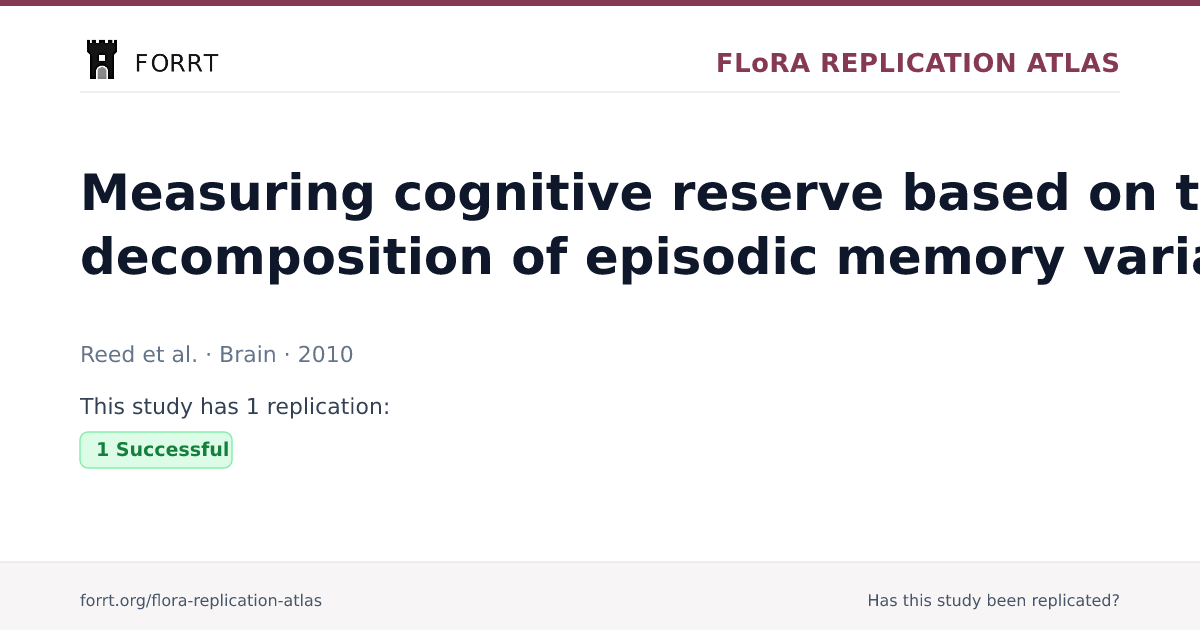 FORRT
FLoRA REPLICATION ATLAS
Measuring cognitive reserve based on t
decomposition of episodic memory varia
Reed et al. · Brain · 2010
This study has 1 replication:
1 Successful
forrt.org/flora-replication-atlas
Has this study been replicated?